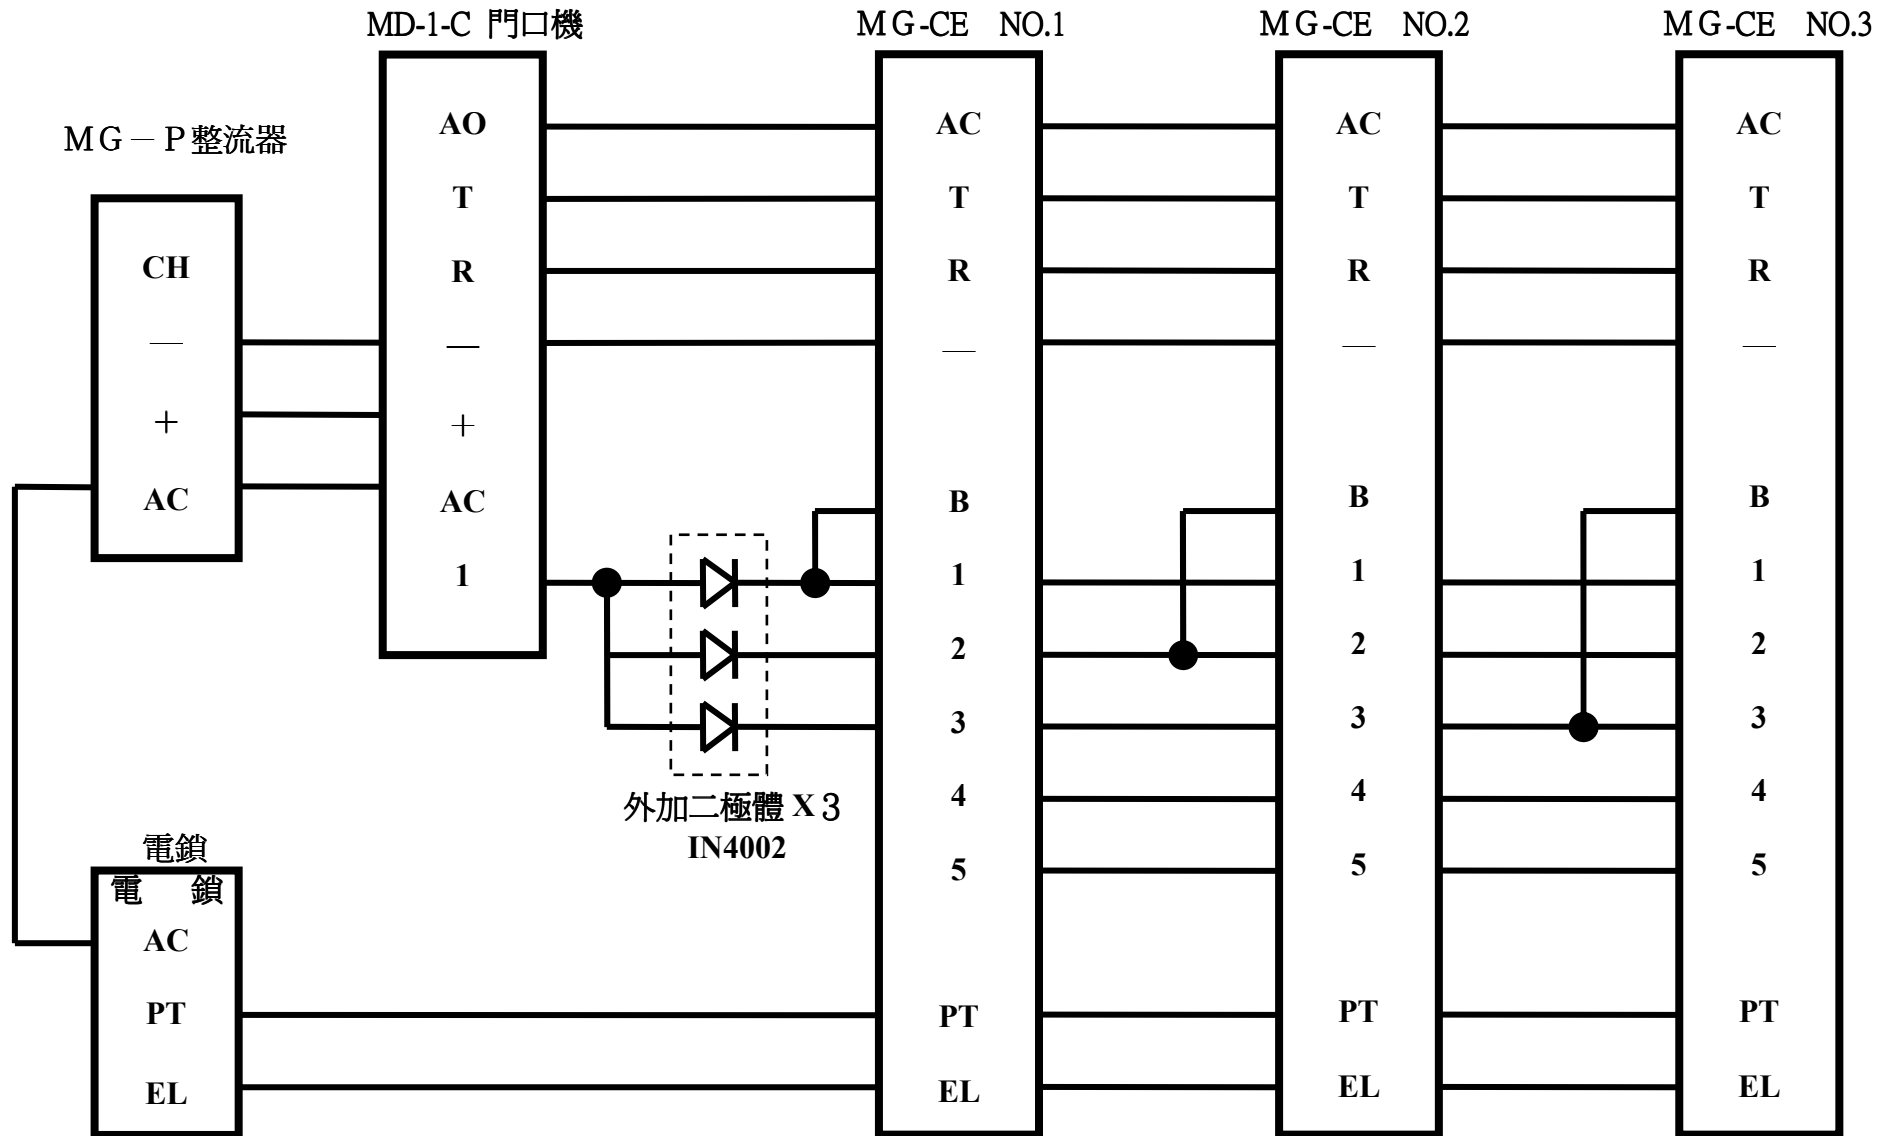 MD-1-C 門口機
ＭＧ-CE NO.1
ＭＧ-CE NO.2
ＭＧ-CE NO.3
ＭＧ－Ｐ整流器
CH
—
＋
AC
AO
T
R
—
＋
AC
1
AC
T
R
—
B
1
2
3
4
5
PT
EL
AC
T
R
—
B
1
2
3
4
5
PT
EL
AC
T
R
—
B
1
2
3
4
5
PT
EL
外加二極體 X３
IN4002
電鎖
電 鎖
AC
PT
EL